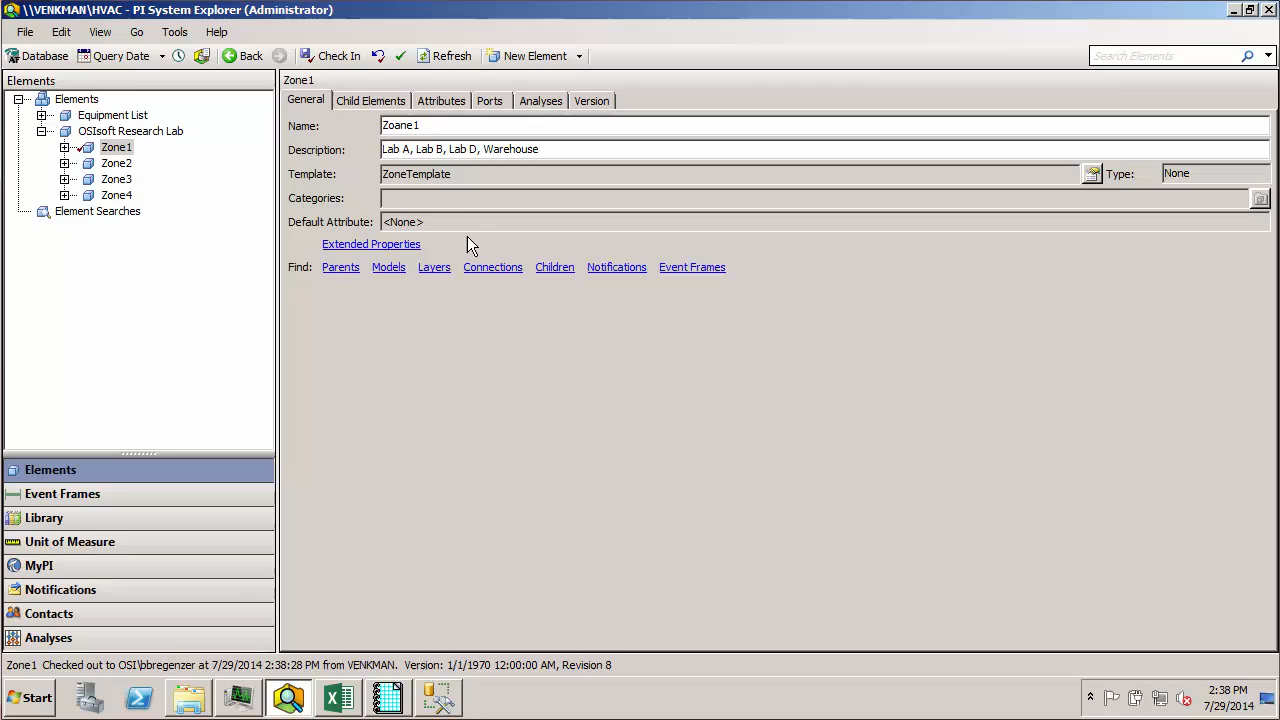 \\VENKMAN\HVAC - PI System Explorer (Administrator)
File Edit View Go Tools Help
Database Query Date Back Check In Refresh New Element Search Elements
Elements
Elements
Equipment List
OSIsoft Research Lab
Zone1
Zone2
Zone3
Zone4
Element Searches
Zone1
General Child Elements Attributes Ports Analyses Version
Name: Zoane1
Description: Lab A, Lab B, Lab D, Warehouse
Template: ZoneTemplate Type: None
Categories:
Default Attribute: <None>
Extended Properties
Find: Parents Models Layers Connections Children Notifications Event Frames
Elements
Event Frames
Library
Unit of Measure
MyPI
Notifications
Contacts
Analyses
Zone1 Checked out to OSI\bbregenzer at 7/29/2014 2:38:28 PM from VENKMAN. Version: 1/1/1970 12:00:00 AM, Revision 8
Start
2:38 PM
7/29/2014